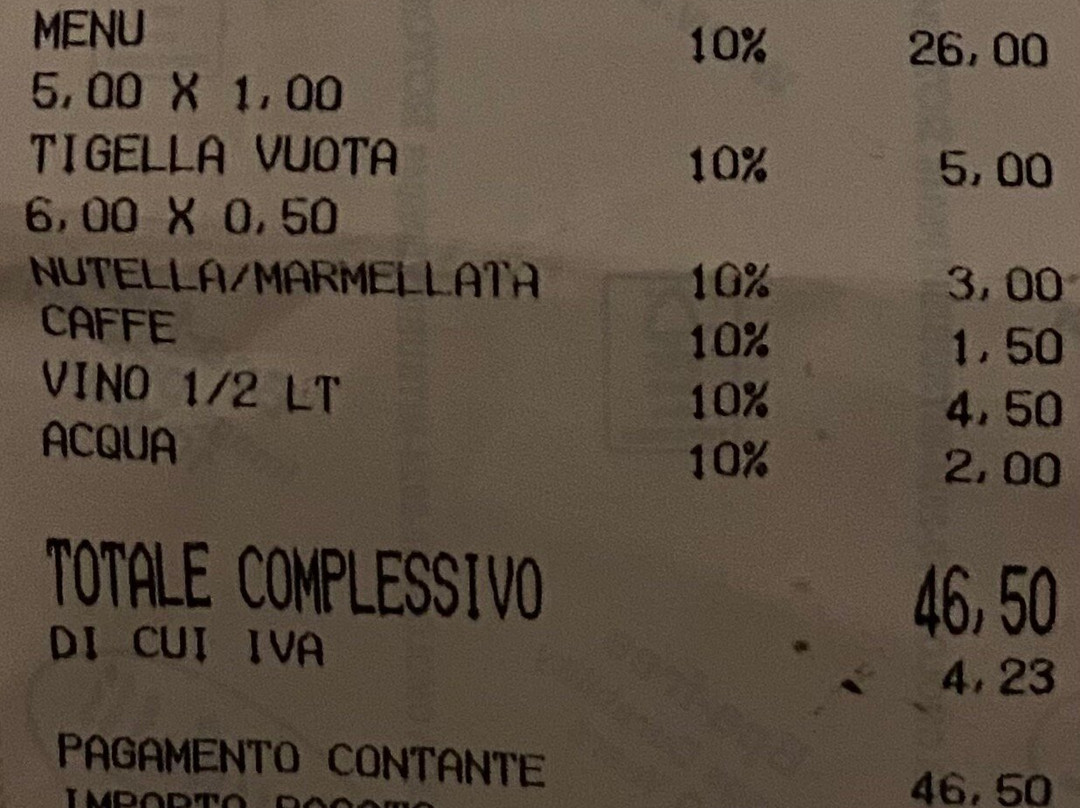 MENU 10% 26,00
5,00 X 1,00
TIGELLA VUOTA 10% 5,00
6,00 X 0,50
NUTELLA/MARMELLATA 10% 3,00
CAFFE 10% 1,50
VINO 1/2 LT 10% 4,50
ACQUA 10% 2,00
TOTALE COMPLESSIVO 46,50
DI CUI IVA 4,23
PAGAMENTO CONTANTE 46,50
IMPORTO PAGATO